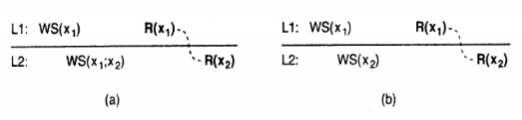 L1: WS(x₁) R(x₁)
L2: WS(x₁;x₂) R(x₂)
(a)
L1: WS(x₁) R(x₁)
L2: WS(x₂) R(x₂)
(b)